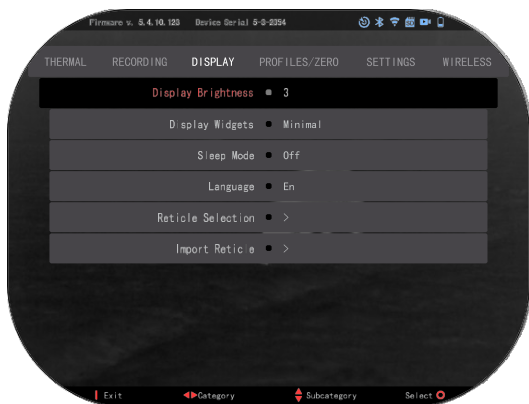 Firmware v. 5.4.10.123 Device Serial 5-3-2354
THERMAL RECORDING DISPLAY PROFILES/ZERO SETTINGS WIRELESS
Display Brightness 3
Display Widgets Minimal
Sleep Mode Off
Language En
Reticle Selection >
Import Reticle >
Exit Category Subcategory Select